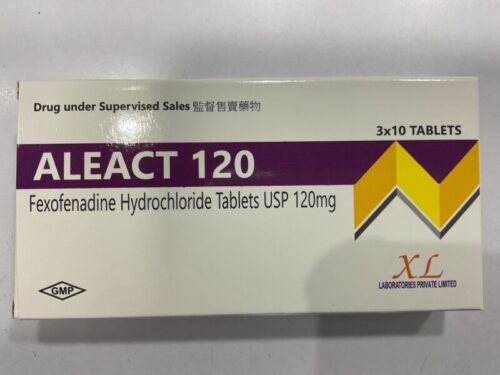 Drug under Supervised Sales 監督售賣藥物
3x10 TABLETS
ALEACT 120
Fexofenadine Hydrochloride Tablets USP 120mg
GMP
XL
LABORATORIES PRIVATE LIMITED